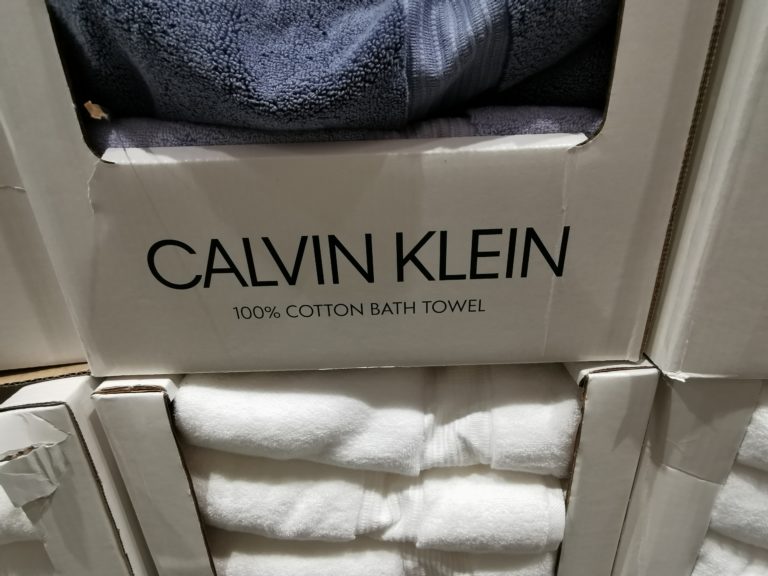 CALVIN KLEIN
100% COTTON BATH TOWEL